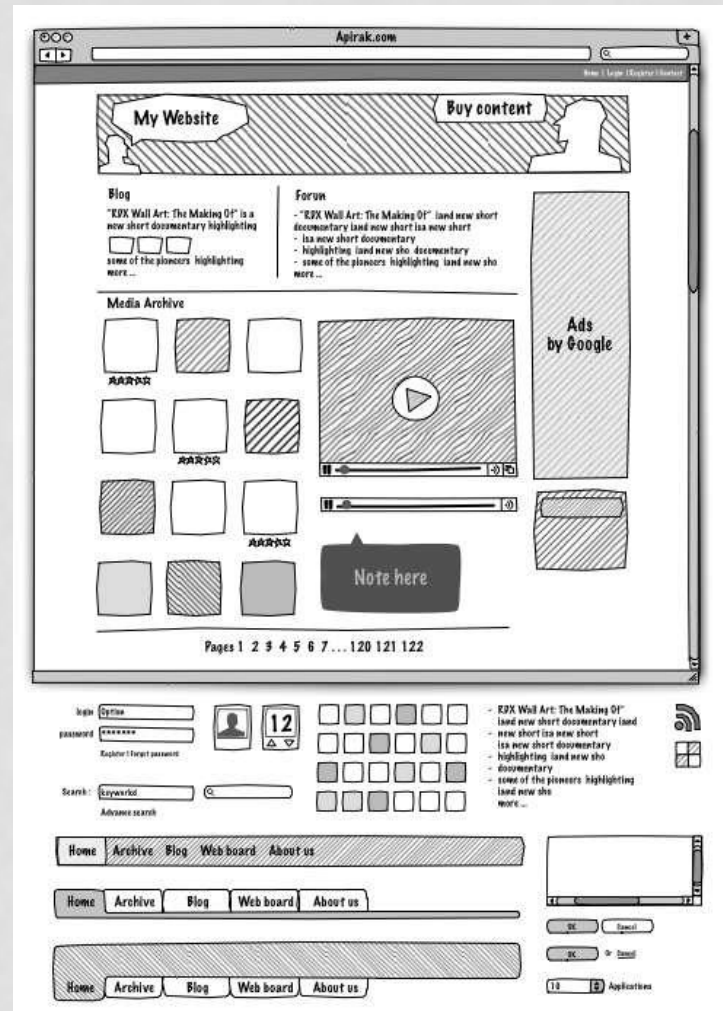 Apirak.com
Home | Login | Register | Contact
My Website
Buy content
Blog
"RDX Wall Art: The Making Of" is a
new short documentary highlighting
some of the pioneers highlighting
more ...
Forun
- "RDX Wall Art: The Making Of" land new short
documentary land new short isa new short
- isa new short documentary
- highlighting land new sho documentary
- some of the pioneers highlighting land new sho
more ...
Ads
by Google
Media Archive
Note here
Pages 1 2 3 4 5 6 7 ... 120 121 122
login Option
password *******
Register | Forgot password
12
Search : keyworkd
Advance search
- RDX Wall Art: The Making Of"
land new short documentary land
- new short isa new short
isa new short documentary
- highlighting land new sho
- documentary
- some of the pioneers highlighting
land new sho
more ...
Home Archive Blog Web board About us
Home Archive Blog Web board About us
Home Archive Blog Web board About us
OK Cancel
OK Or Cancel
10 Applications